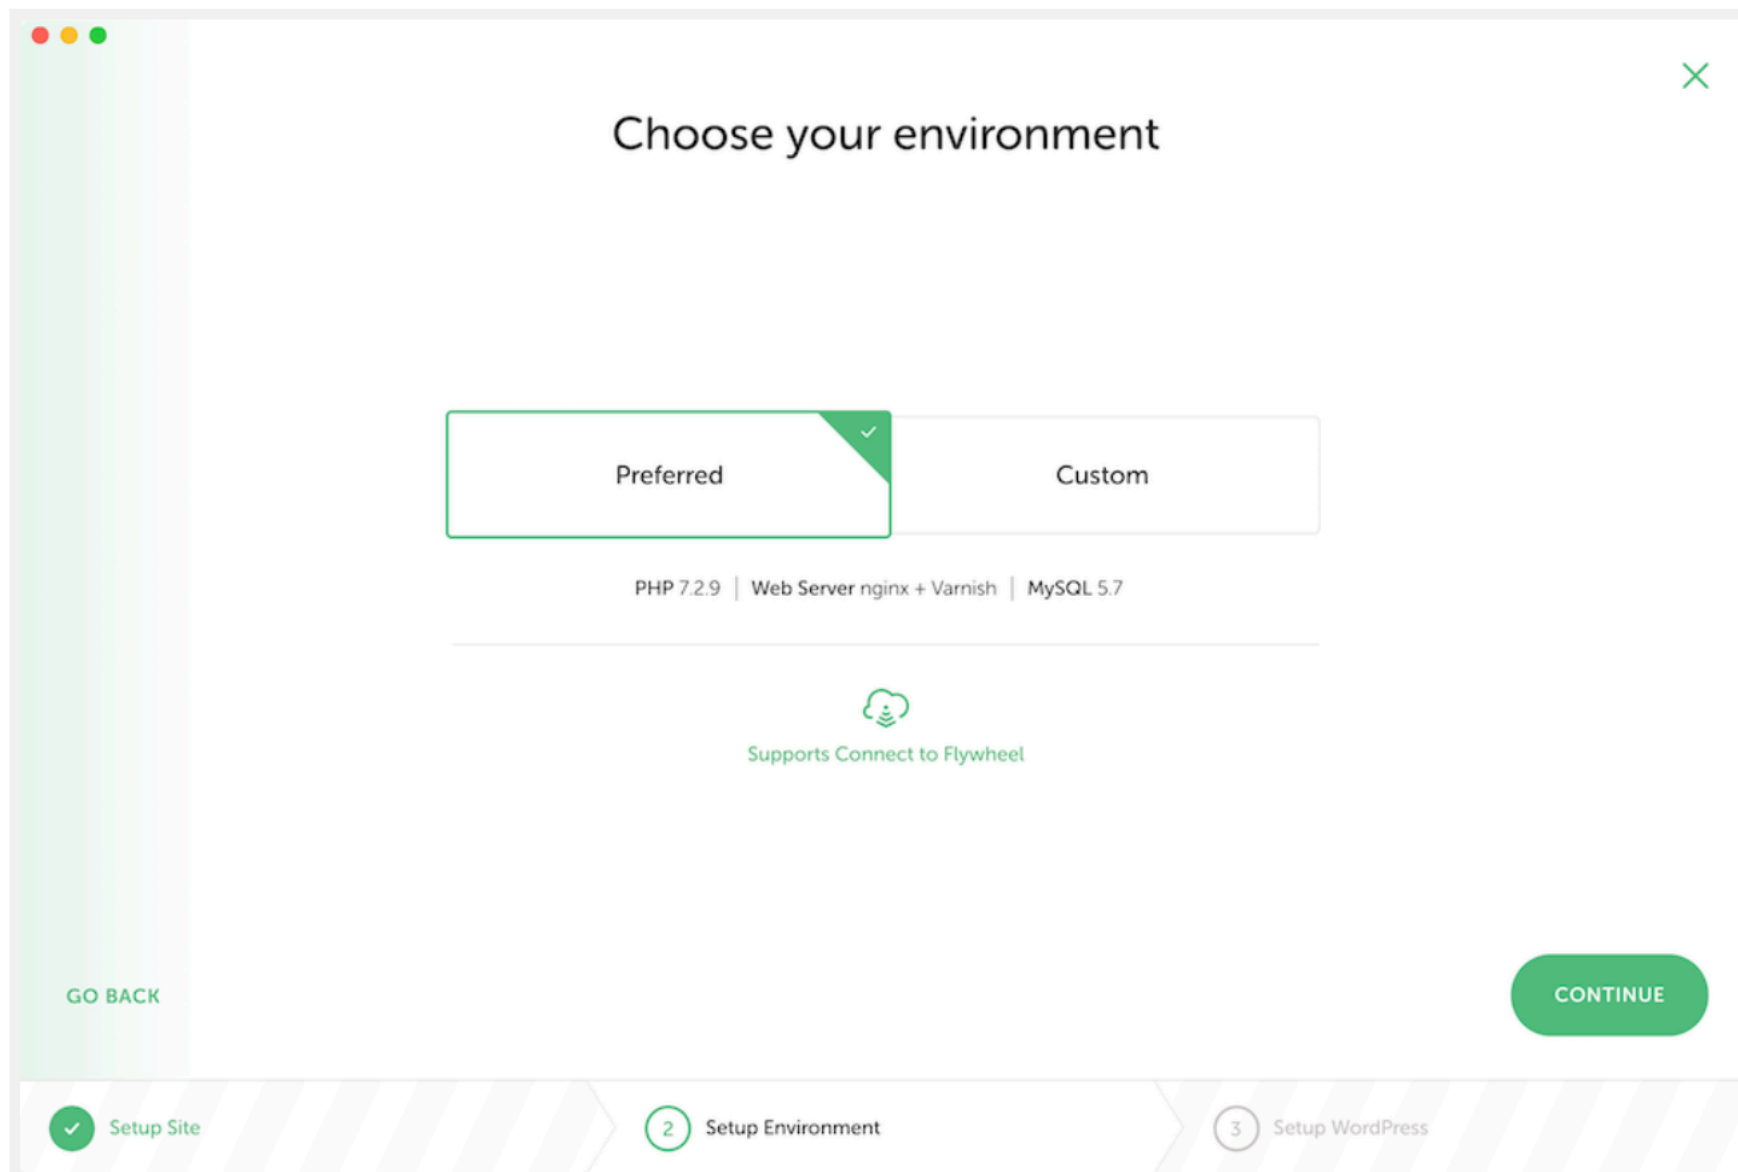 Choose your environment
Preferred
Custom
PHP 7.2.9 | Web Server nginx + Varnish | MySQL 5.7
Supports Connect to Flywheel
GO BACK
CONTINUE
Setup Site
2 Setup Environment
3 Setup WordPress